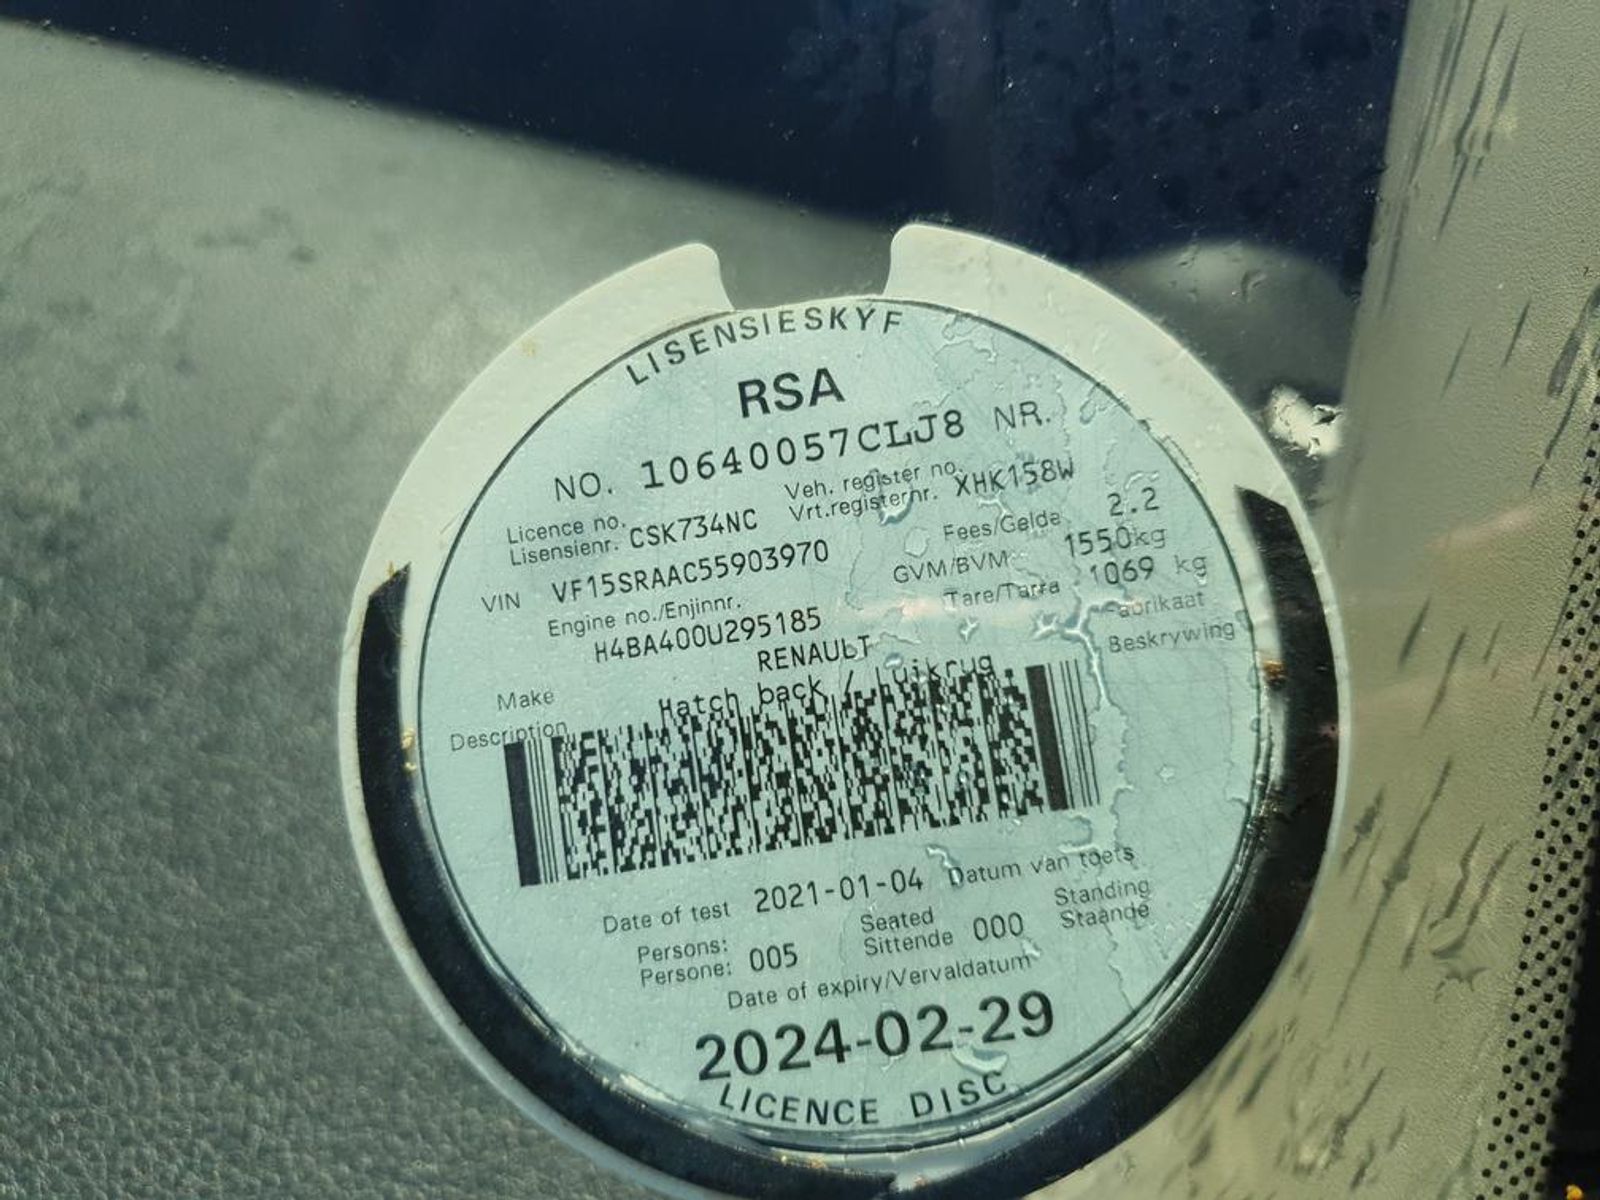 LISENSIESKYF
RSA
NO. 10640057CLJ8 NR.
Licence no. Veh. register no.
Lisensienr. CSK734NC Vrt.registernr. XHK158W
VIN VF15SRAAC55903970 Fees/Gelde 2.2
Engine no./Enjinnr. GVM/BVM 1550kg
H4BA400U295185 Tare/Tarra 1069 kg
Make RENAULT Fabrikaat
Description Hatch back / Luikrug Beskrywing
Date of test 2021-01-04 Datum van toets
Persons: Seated Standing
Persone: 005 Sittende 000 Staande
Date of expiry/Vervaldatum
2024-02-29
LICENCE DISC